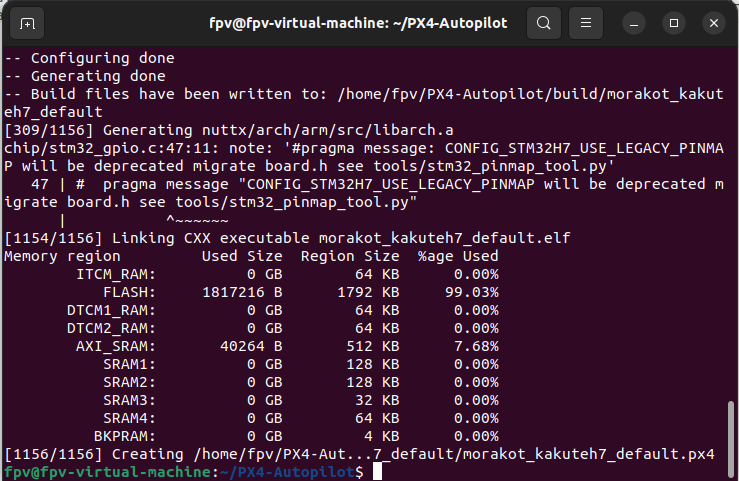 fpv@fpv-virtual-machine: ~/PX4-Autopilot
-- Configuring done
-- Generating done
-- Build files have been written to: /home/fpv/PX4-Autopilot/build/morakot_kakut
eh7_default
[309/1156] Generating nuttx/arch/arm/src/libarch.a
chip/stm32_gpio.c:47:11: note: '#pragma message: CONFIG_STM32H7_USE_LEGACY_PINMA
P will be deprecated migrate board.h see tools/stm32_pinmap_tool.py'
   47 | #  pragma message "CONFIG_STM32H7_USE_LEGACY_PINMAP will be deprecated m
igrate board.h see tools/stm32_pinmap_tool.py"
      |           ^~~~~~~
[1154/1156] Linking CXX executable morakot_kakuteh7_default.elf
Memory region         Used Size  Region Size  %age Used
        ITCM_RAM:          0 GB        64 KB      0.00%
           FLASH:     1817216 B      1792 KB     99.03%
       DTCM1_RAM:          0 GB        64 KB      0.00%
       DTCM2_RAM:          0 GB        64 KB      0.00%
        AXI_SRAM:       40264 B       512 KB      7.68%
           SRAM1:          0 GB       128 KB      0.00%
           SRAM2:          0 GB       128 KB      0.00%
           SRAM3:          0 GB        32 KB      0.00%
           SRAM4:          0 GB        64 KB      0.00%
          BKPRAM:          0 GB         4 KB      0.00%
[1156/1156] Creating /home/fpv/PX4-Aut...7_default/morakot_kakuteh7_default.px4
fpv@fpv-virtual-machine:~/PX4-Autopilot$